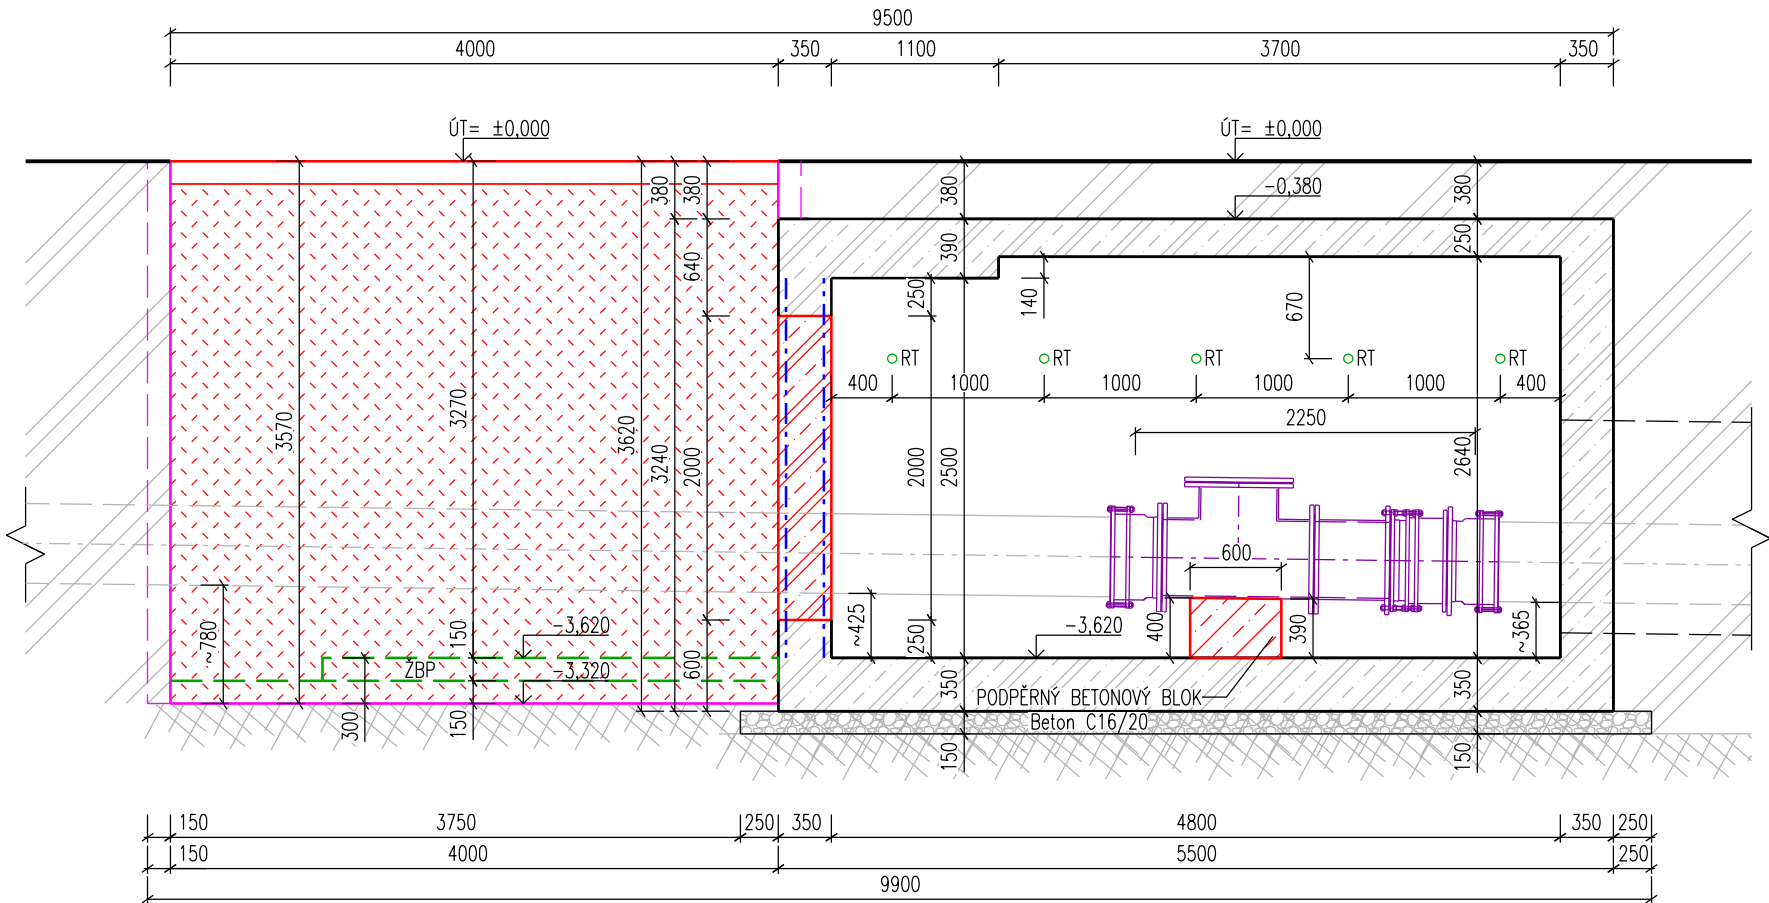 9500
4000 350 1100 3700 350
ÚT= ±0,000 ÚT= ±0,000
-0,380
380 380 380 380
640 390 250
250 140 670
RT RT RT RT RT
400 1000 1000 1000 1000 400
2250
3570 3270 3620 3240 2000 2000 2500 2640
600
~780 150 -3,620 ~425 250 -3,620 400 390 ~365
ŽBP -3,320 600
300 150 350 350
PODPĚRNÝ BETONOVÝ BLOK
Beton C16/20
150 150
150 3750 250 350 4800 350 250
150 4000 5500 250
9900